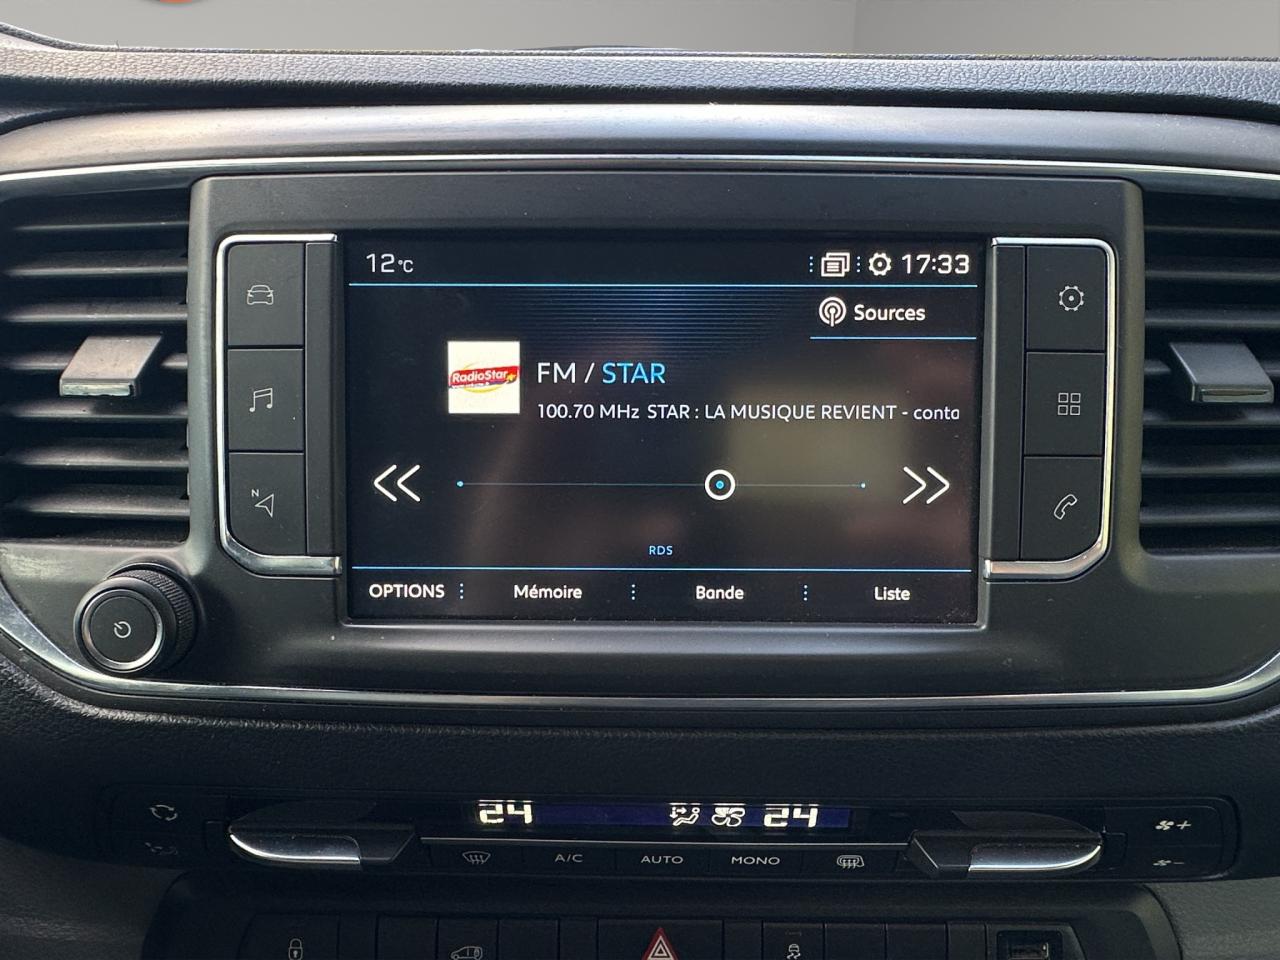 12°C
17:33
Sources
RadioStar
FM / STAR
100.70 MHz STAR : LA MUSIQUE REVIENT - conta
RDS
OPTIONS Mémoire Bande Liste
N
24 24
A/C AUTO MONO